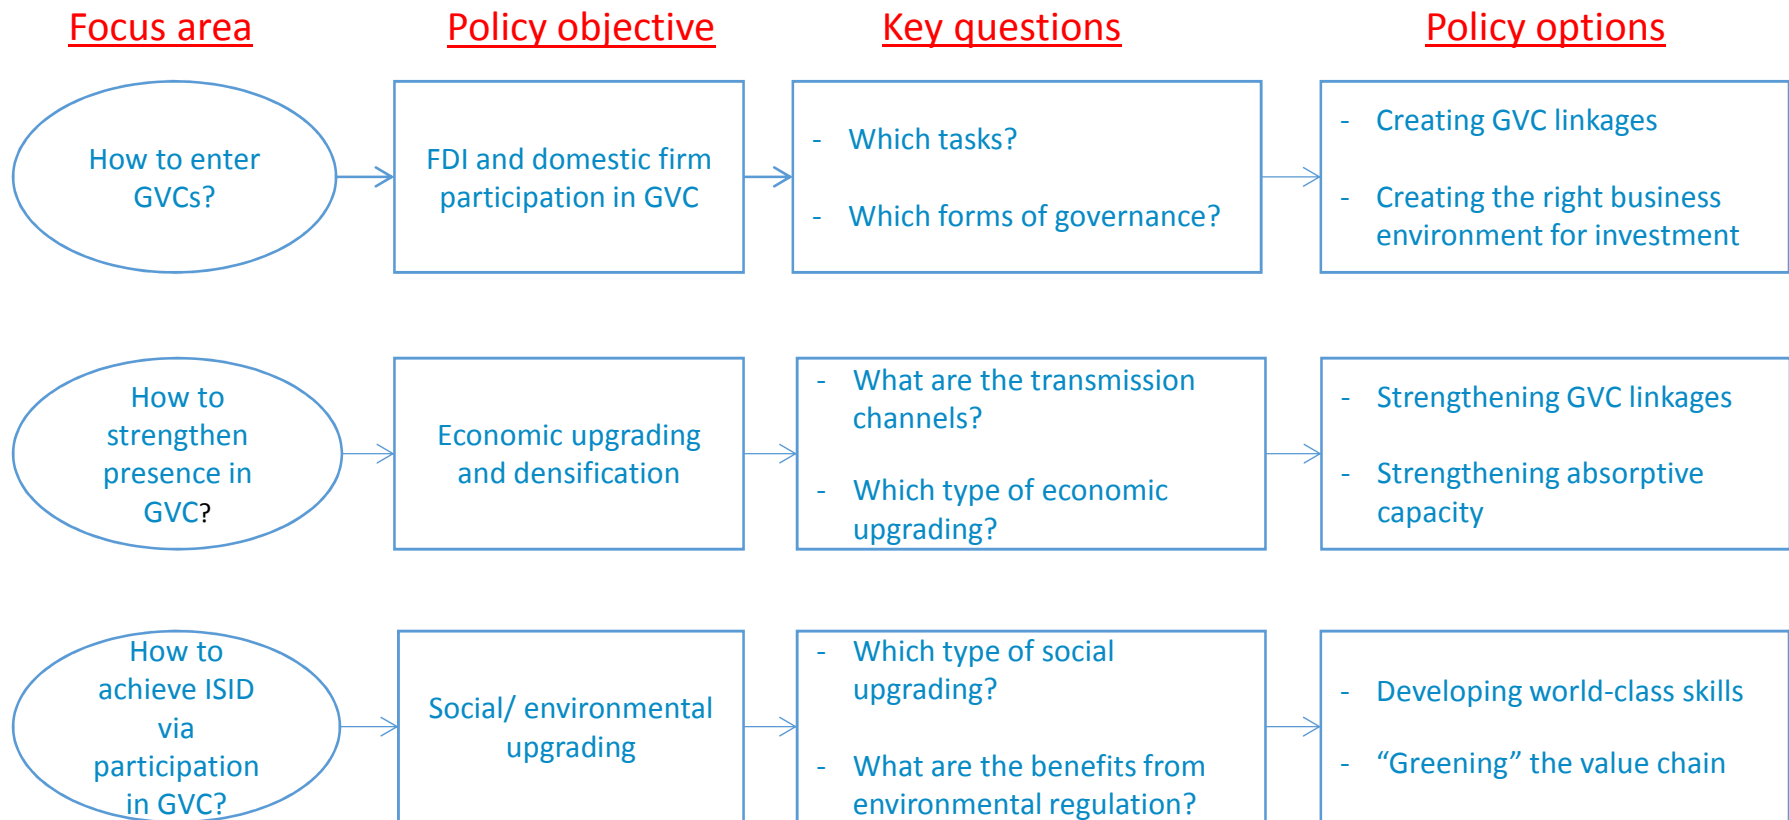 Focus area
Policy objective
Key questions
Policy options
How to enter
GVCs?
FDI and domestic firm
participation in GVC
- Which tasks?
- Which forms of governance?
- Creating GVC linkages
- Creating the right business
environment for investment
How to
strengthen
presence in
GVC?
Economic upgrading
and densification
- What are the transmission
channels?
- Which type of economic
upgrading?
- Strengthening GVC linkages
- Strengthening absorptive
capacity
How to
achieve ISID
via
participation
in GVC?
Social/ environmental
upgrading
- Which type of social
upgrading?
- What are the benefits from
environmental regulation?
- Developing world-class skills
- “Greening” the value chain